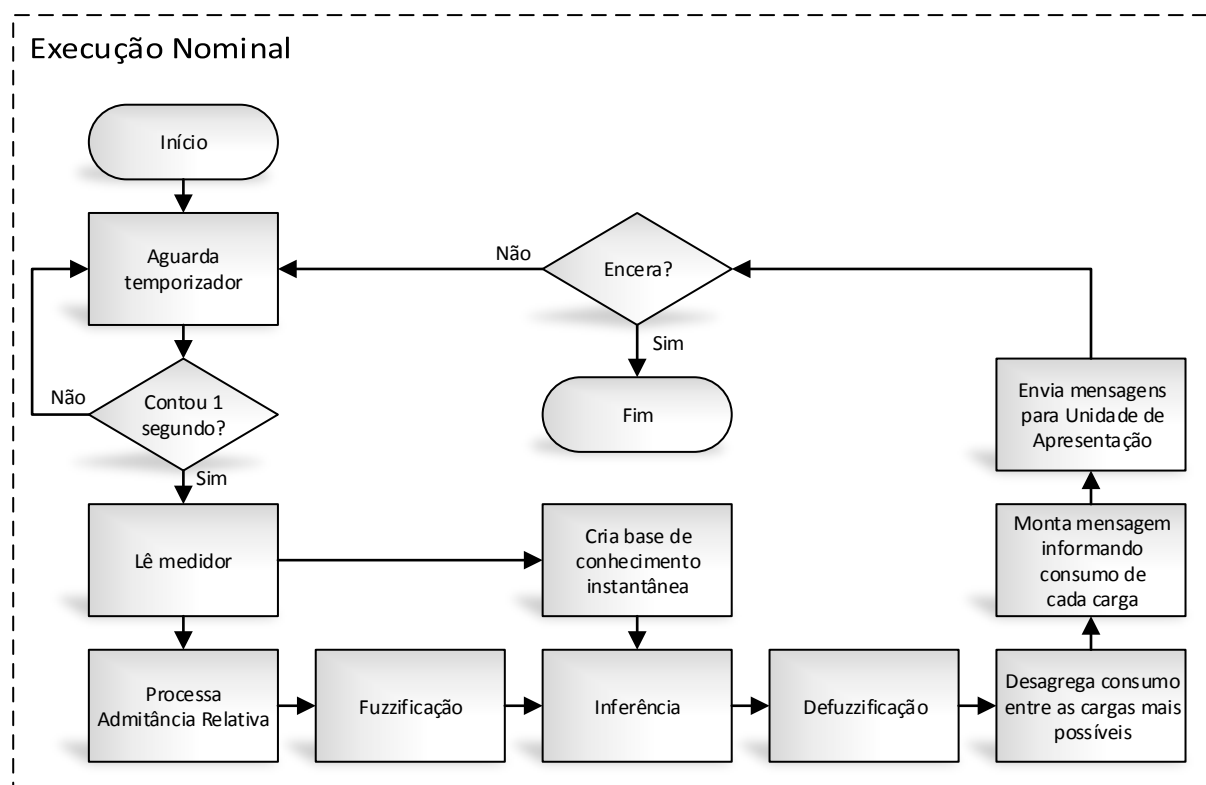 Execução Nominal
Início
Aguarda
temporizador
Não
Contou 1
segundo?
Sim
Não
Encera?
Sim
Fim
Lê medidor
Cria base de
conhecimento
instantânea
Processa
Admitância Relativa
Fuzzificação
Inferência
Defuzzificação
Desagrega consumo
entre as cargas mais
possíveis
Monta mensagem
informando
consumo de
cada carga
Envia mensagens
para Unidade de
Apresentação